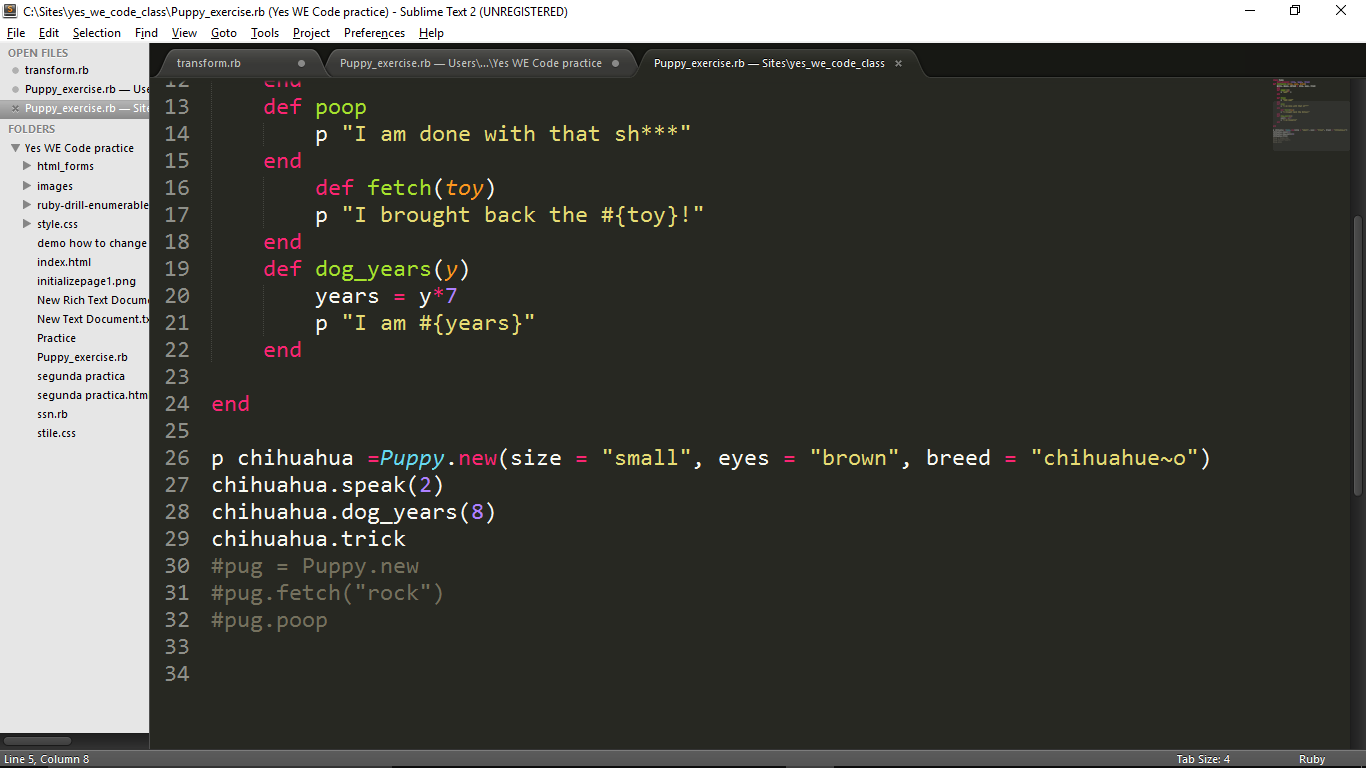 C:\Sites\yes_we_code_class\Puppy_exercise.rb (Yes WE Code practice) - Sublime Text 2 (UNREGISTERED)
File Edit Selection Find View Goto Tools Project Preferences Help
OPEN FILES
transform.rb
Puppy_exercise.rb — Use
Puppy_exercise.rb — Site
FOLDERS
Yes WE Code practice
html_forms
images
ruby-drill-enumerable
style.css
demo how to change
index.html
initializepage1.png
New Rich Text Docum
New Text Document.tx
Practice
Puppy_exercise.rb
segunda practica
segunda practica.htm
ssn.rb
stile.css
transform.rb
Puppy_exercise.rb — Users\...\Yes WE Code practice
Puppy_exercise.rb — Sites\yes_we_code_class
12 end
13 def poop
14 p "I am done with that sh***"
15 end
16 def fetch(toy)
17 p "I brought back the #{toy}!"
18 end
19 def dog_years(y)
20 years = y*7
21 p "I am #{years}"
22 end
23
24 end
25
26 p chihuahua =Puppy.new(size = "small", eyes = "brown", breed = "chihuahue~o")
27 chihuahua.speak(2)
28 chihuahua.dog_years(8)
29 chihuahua.trick
30 #pug = Puppy.new
31 #pug.fetch("rock")
32 #pug.poop
33
34
Line 5, Column 8
Tab Size: 4
Ruby